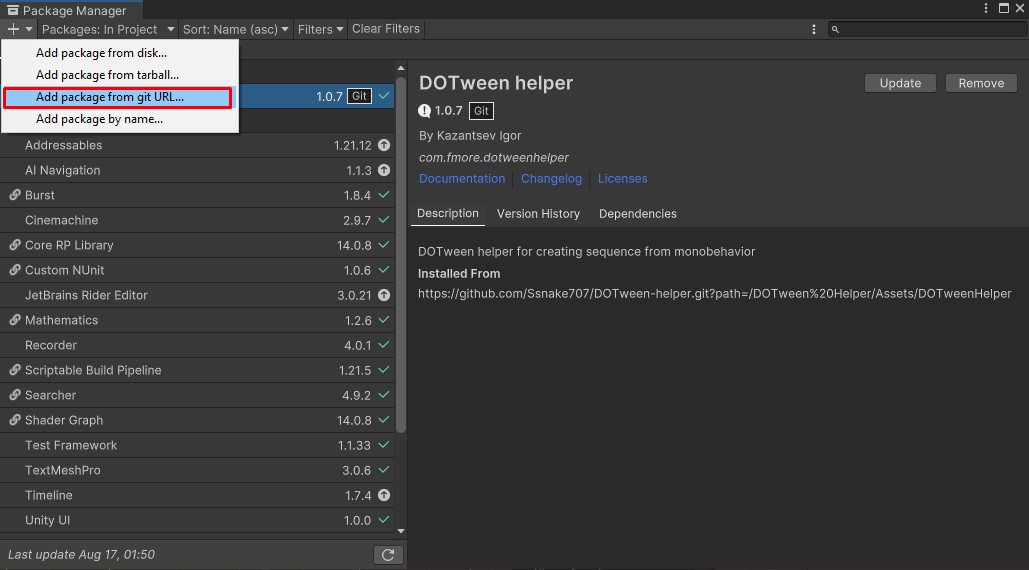 Package Manager
Packages: In Project
Sort: Name (asc)
Filters
Clear Filters
Add package from disk...
Add package from tarball...
Add package from git URL...
Add package by name...
1.0.7 Git
Addressables 1.21.12
AI Navigation 1.1.3
Burst 1.8.4
Cinemachine 2.9.7
Core RP Library 14.0.8
Custom NUnit 1.0.6
JetBrains Rider Editor 3.0.21
Mathematics 1.2.6
Recorder 4.0.1
Scriptable Build Pipeline 1.21.5
Searcher 4.9.2
Shader Graph 14.0.8
Test Framework 1.1.33
TextMeshPro 3.0.6
Timeline 1.7.4
Unity UI 1.0.0
Last update Aug 17, 01:50
DOTween helper
Update
Remove
1.0.7 Git
By Kazantsev Igor
com.fmore.dotweenhelper
Documentation
Changelog
Licenses
Description
Version History
Dependencies
DOTween helper for creating sequence from monobehavior
Installed From
https://github.com/Ssnake707/DOTween-helper.git?path=/DOTween%20Helper/Assets/DOTweenHelper